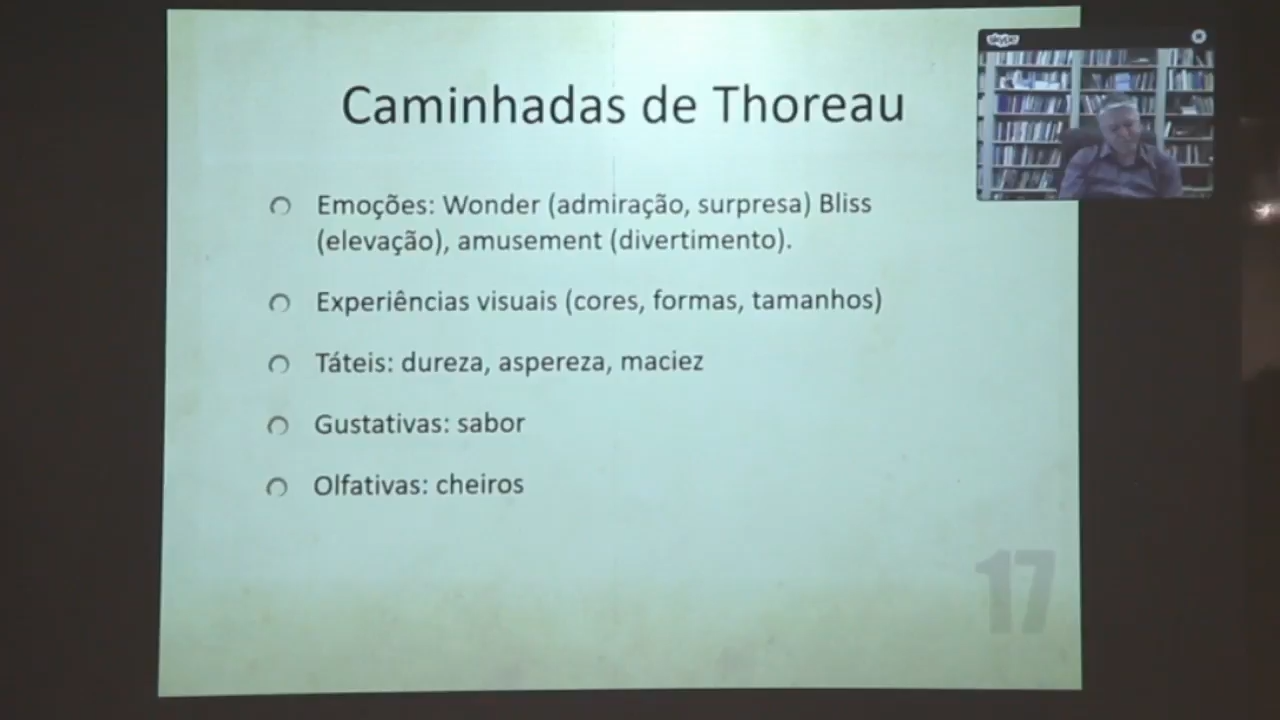 Caminhadas de Thoreau
skype
Emoções: Wonder (admiração, surpresa) Bliss
(elevação), amusement (divertimento).
Experiências visuais (cores, formas, tamanhos)
Táteis: dureza, aspereza, maciez
Gustativas: sabor
Olfativas: cheiros
17